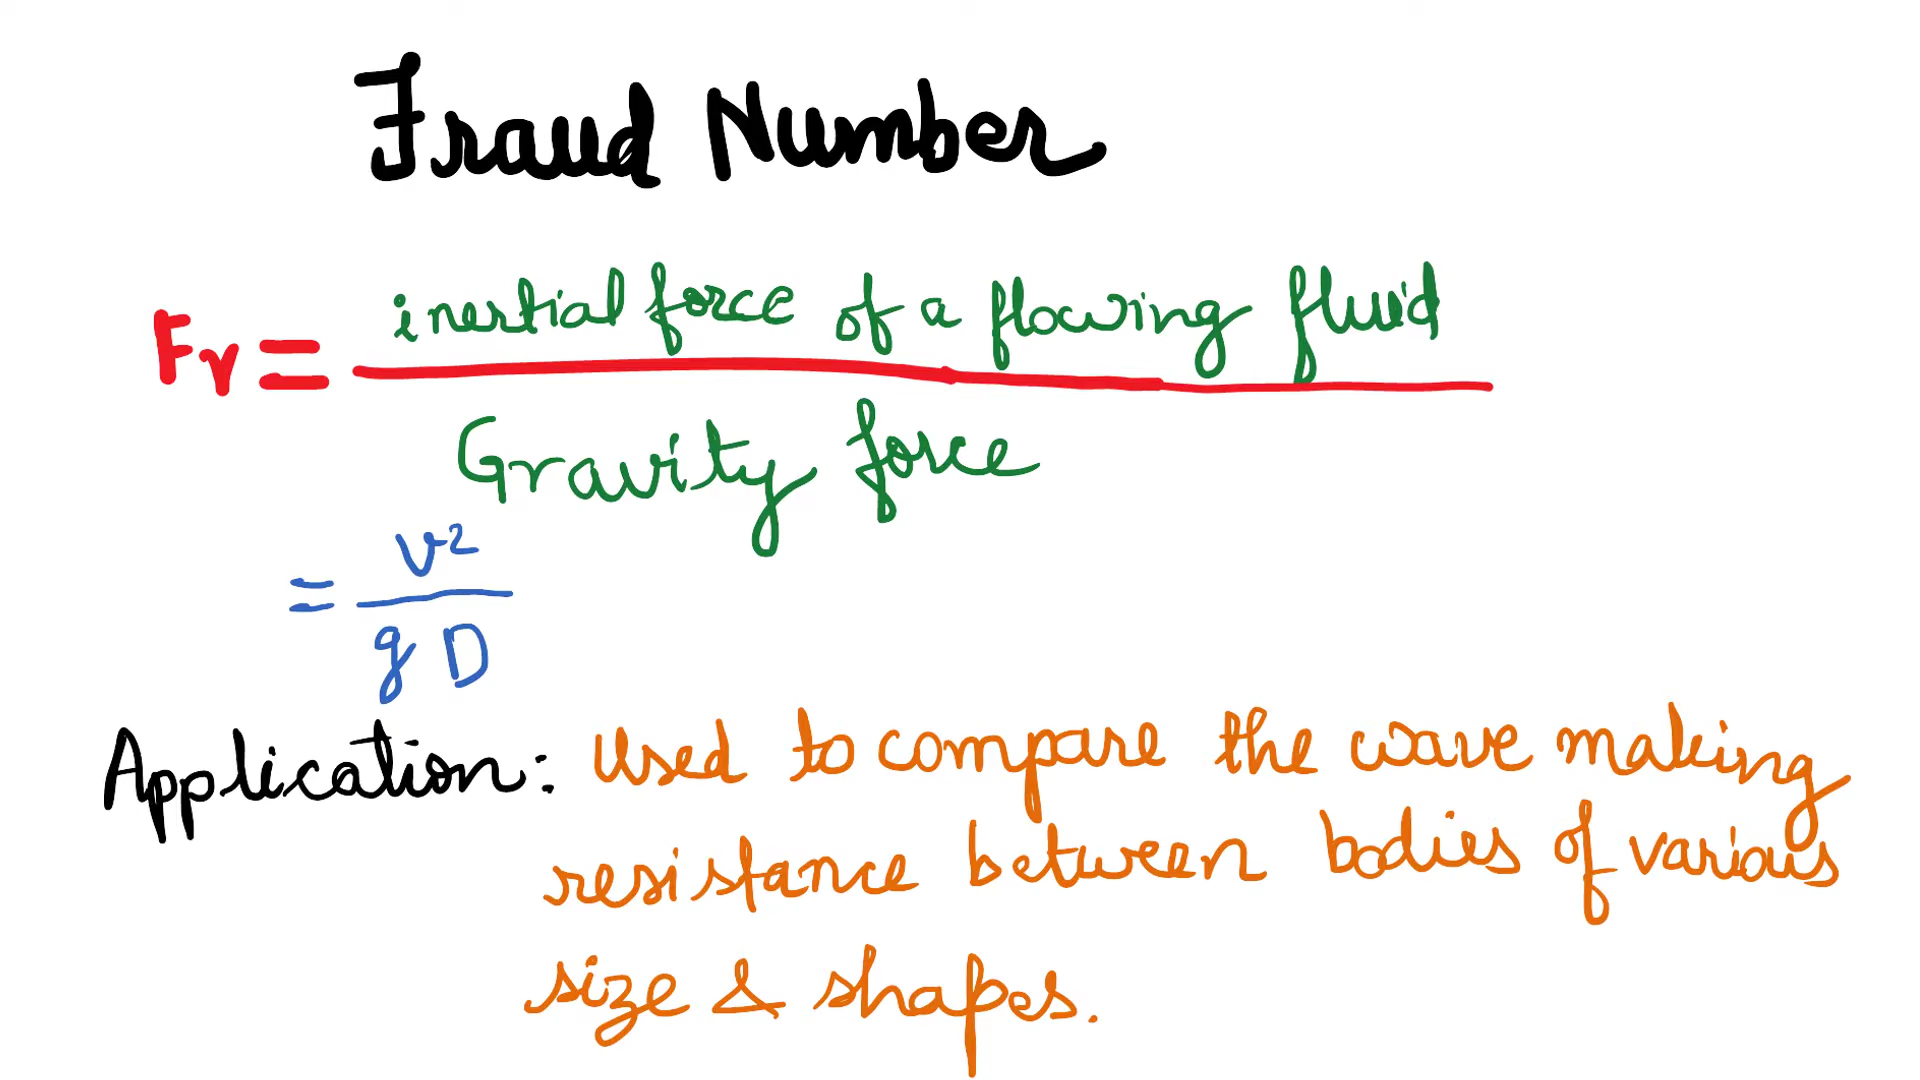 Fraud Number
inertial force of a flowing fluid
Fr =
Gravity force
= v²
g D
Application: Used to compare the wave making
resistance between bodies of various
size & shapes.